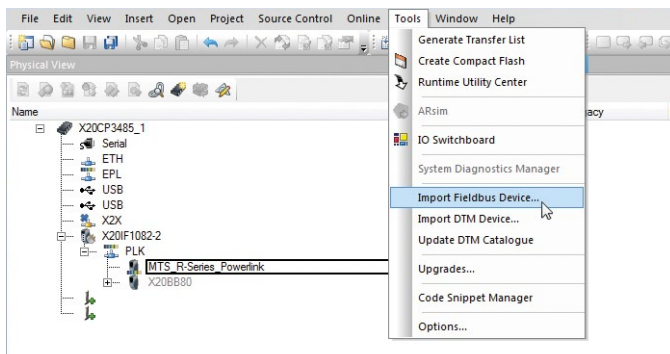 File Edit View Insert Open Project Source Control Online Tools Window Help
Physical View
Name
X20CP3485_1
Serial
ETH
EPL
USB
USB
X2X
X20IF1082-2
PLK
MTS_R-Series_Powerlink
X20BB80
Generate Transfer List
Create Compact Flash
Runtime Utility Center
ARsim
IO Switchboard
System Diagnostics Manager
Import Fieldbus Device...
Import DTM Device...
Update DTM Catalogue
Upgrades...
Code Snippet Manager
Options...